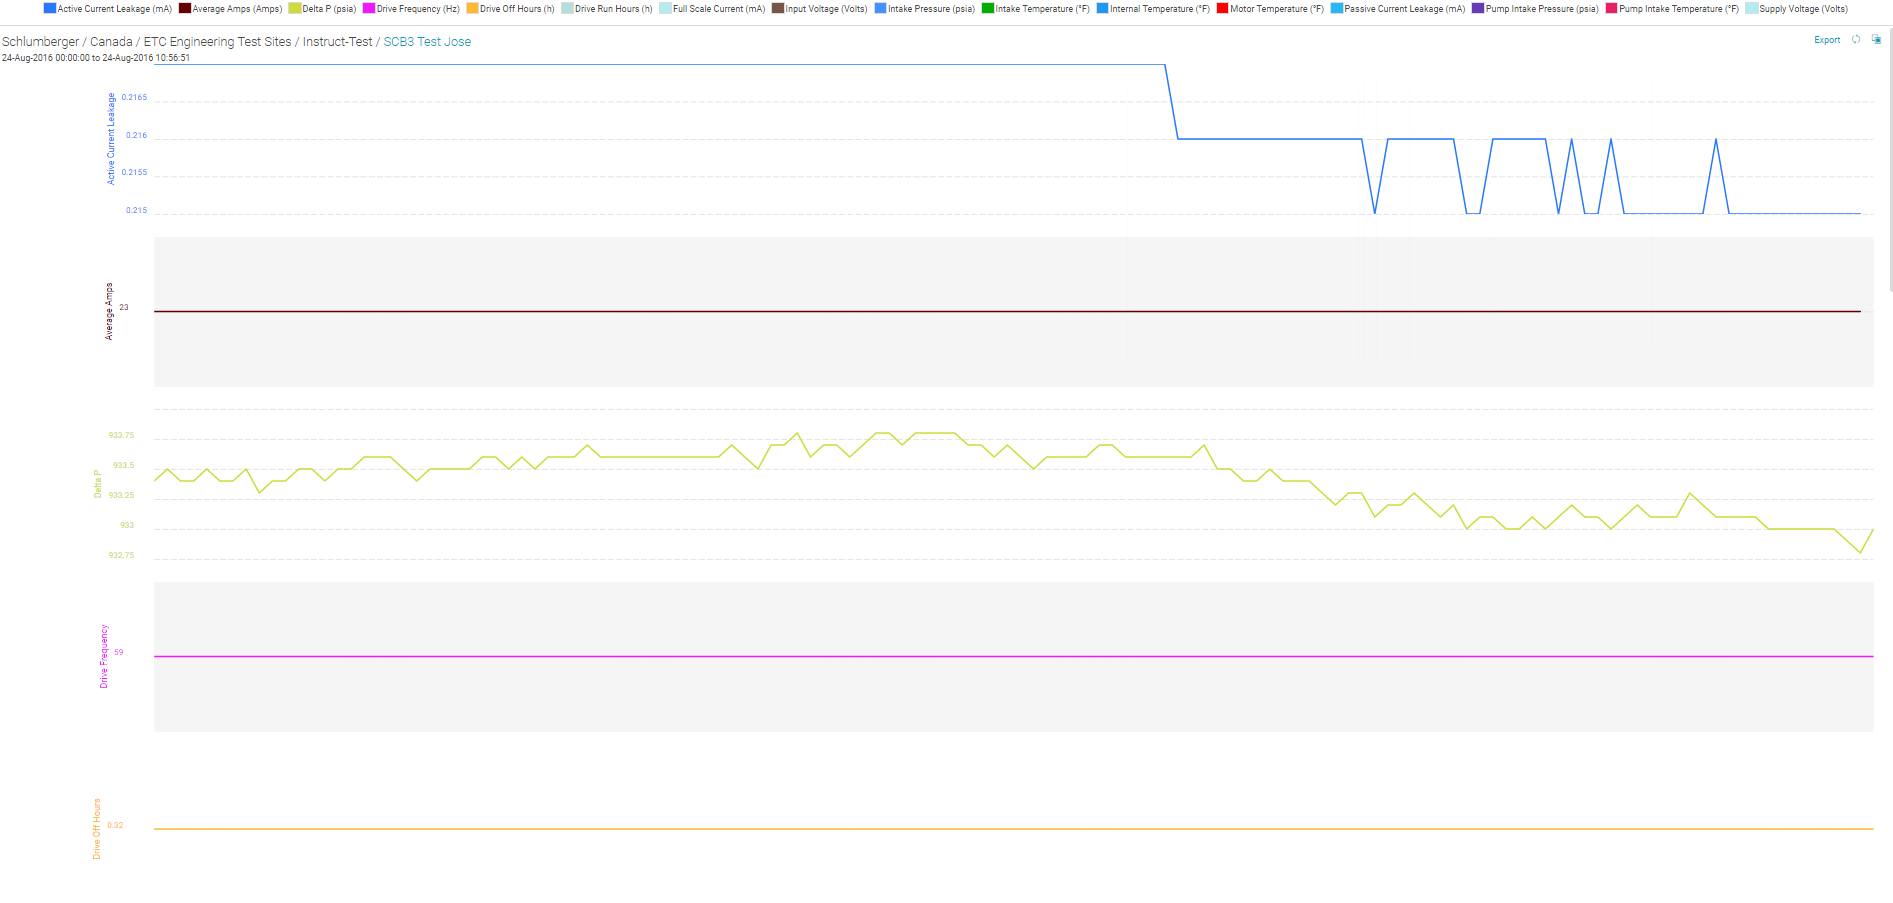 Active Current Leakage (mA) Average Amps (Amps) Delta P (psia) Drive Frequency (Hz) Drive Off Hours (h) Drive Run Hours (h) Full Scale Current (mA) Input Voltage (Volts) Intake Pressure (psia) Intake Temperature (°F) Internal Temperature (°F) Motor Temperature (°F) Passive Current Leakage (mA) Pump Intake Pressure (psia) Pump Intake Temperature (°F) Supply Voltage (Volts)
Schlumberger / Canada / ETC Engineering Test Sites / Instruct-Test / SCB3 Test Jose
Export
24-Aug-2016 00:00:00 to 24-Aug-2016 10:56:51
Active Current Leakage
0.2165
0.216
0.2155
0.215
Average Amps
23
Delta P
933.75
933.5
933.25
933
932.75
Drive Frequency
59
Drive Off Hours
0.32